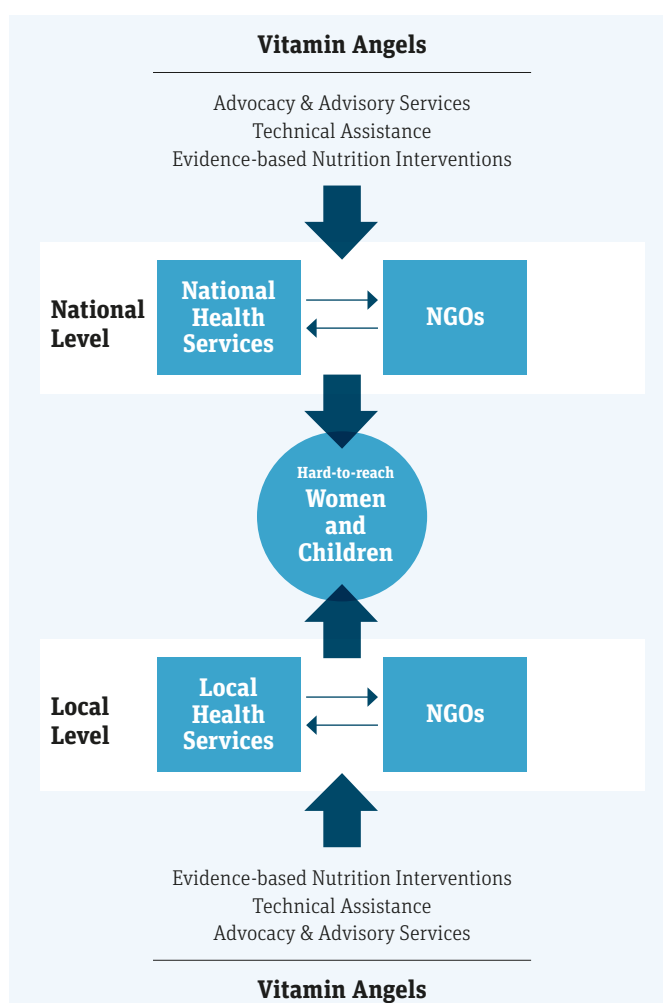 Vitamin Angels
Advocacy & Advisory Services
Technical Assistance
Evidence-based Nutrition Interventions
National
Level
National
Health
Services
NGOs
Hard-to-reach
Women
and
Children
Local
Level
Local
Health
Services
NGOs
Evidence-based Nutrition Interventions
Technical Assistance
Advocacy & Advisory Services
Vitamin Angels